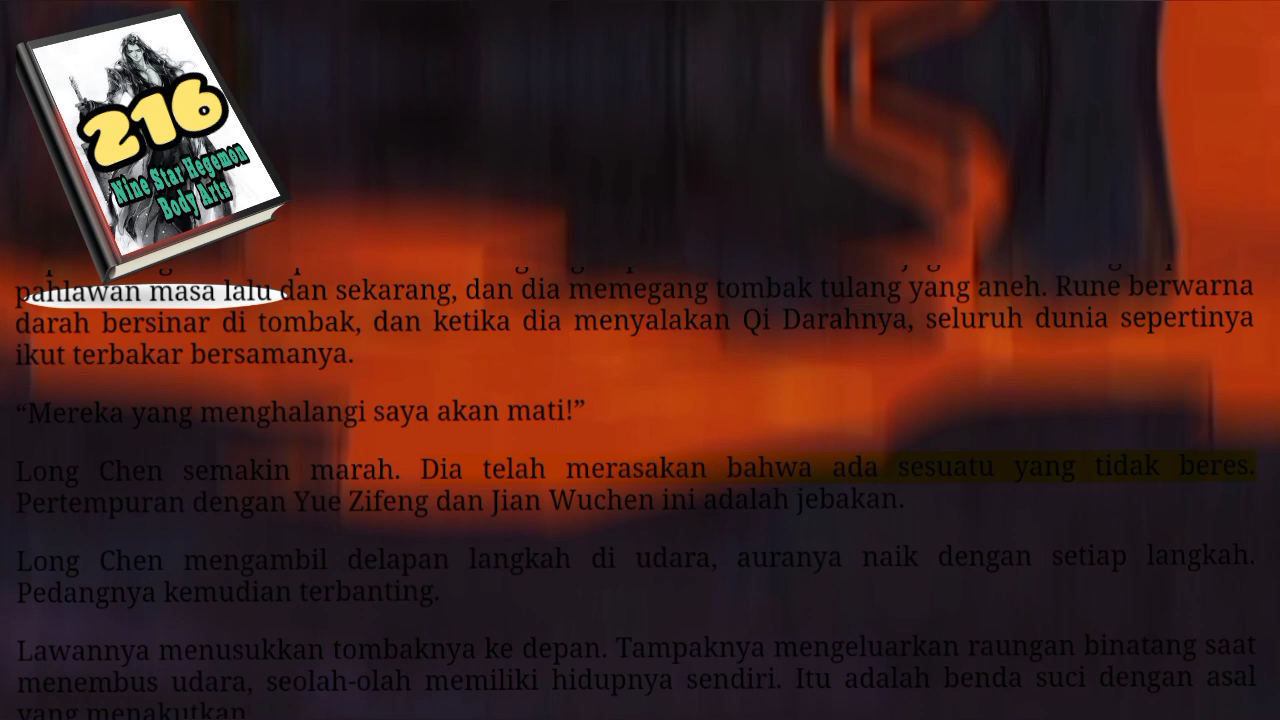 216
Nine Star Hegemon
Body Arts
pahlawan masa lalu dan sekarang, dan dia memegang tombak tulang yang aneh. Rune berwarna
darah bersinar di tombak, dan ketika dia menyalakan Qi Darahnya, seluruh dunia sepertinya
ikut terbakar bersamanya.
“Mereka yang menghalangi saya akan mati!”
Long Chen semakin marah. Dia telah merasakan bahwa ada sesuatu yang tidak beres.
Pertempuran dengan Yue Zifeng dan Jian Wuchen ini adalah jebakan.
Long Chen mengambil delapan langkah di udara, auranya naik dengan setiap langkah.
Pedangnya kemudian terbanting.
Lawannya menusukkan tombaknya ke depan. Tampaknya mengeluarkan raungan binatang saat
menembus udara, seolah-olah memiliki hidupnya sendiri. Itu adalah benda suci dengan asal
yang menakutkan